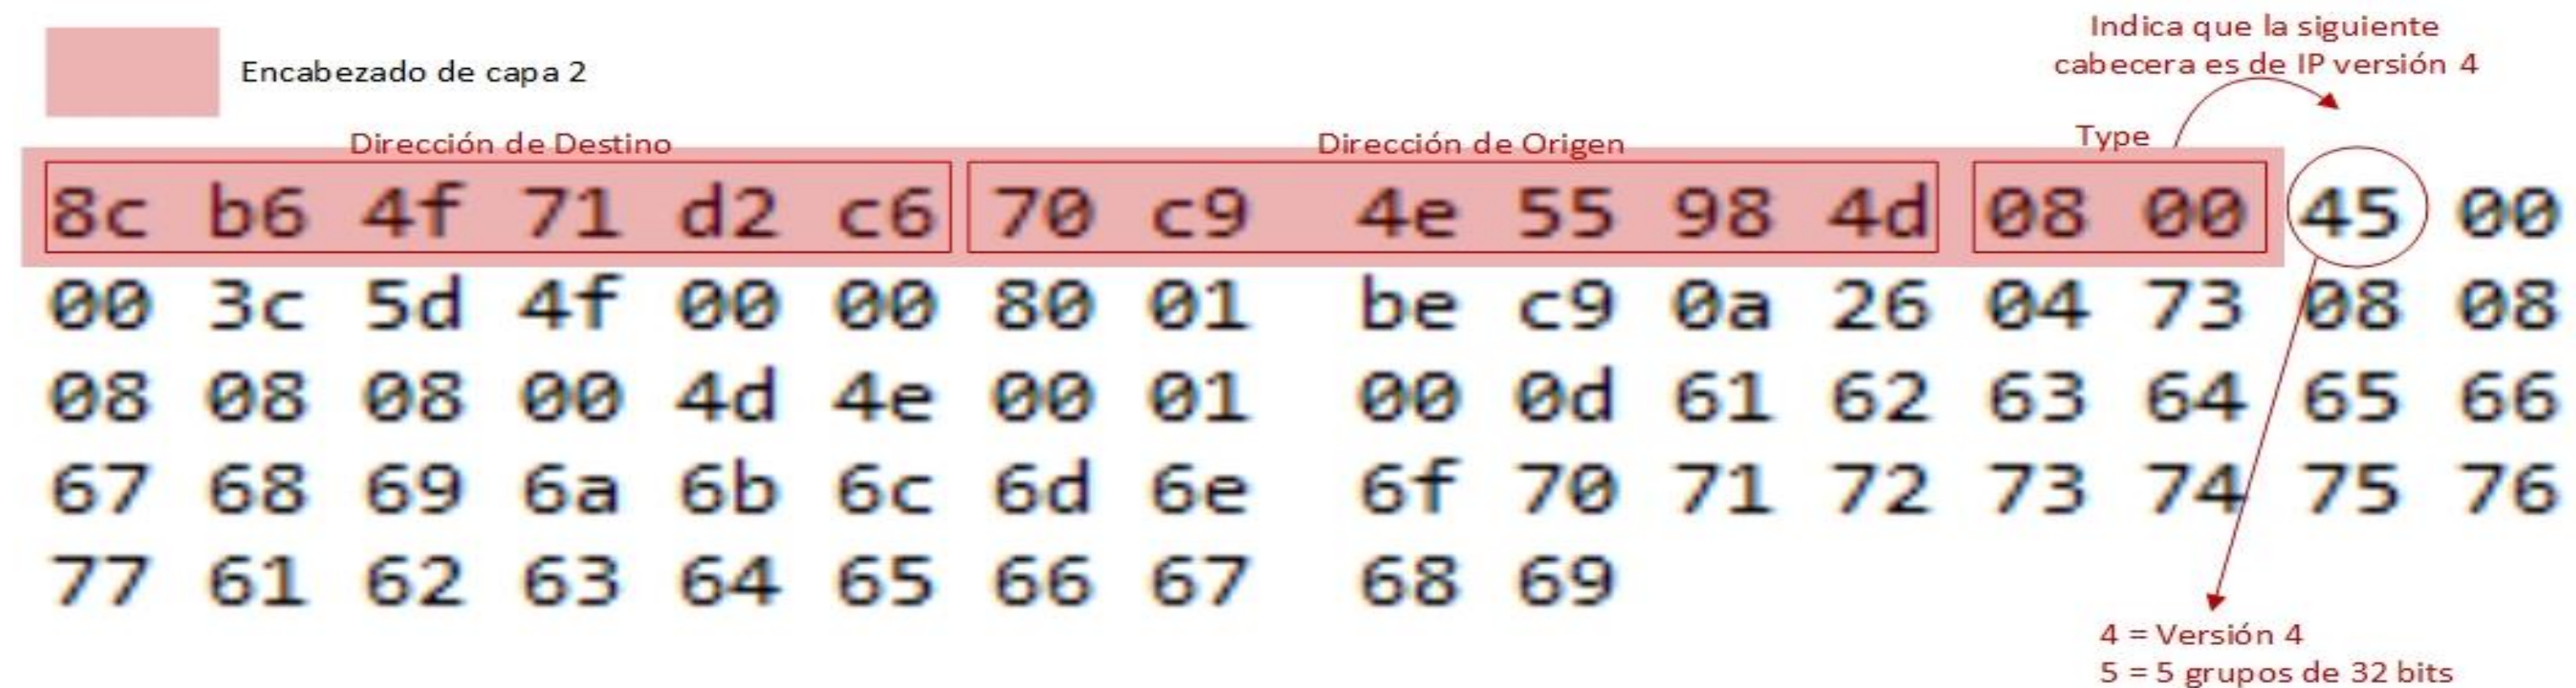 Indica que la siguiente
cabecera es de IP versión 4
Encabezado de capa 2
Dirección de Destino
Dirección de Origen
Type
8c b6 4f 71 d2 c6 70 c9 4e 55 98 4d 08 00 45 00
00 3c 5d 4f 00 00 80 01 be c9 0a 26 04 73 08 08
08 08 08 00 4d 4e 00 01 00 0d 61 62 63 64 65 66
67 68 69 6a 6b 6c 6d 6e 6f 70 71 72 73 74 75 76
77 61 62 63 64 65 66 67 68 69
4 = Versión 4
5 = 5 grupos de 32 bits